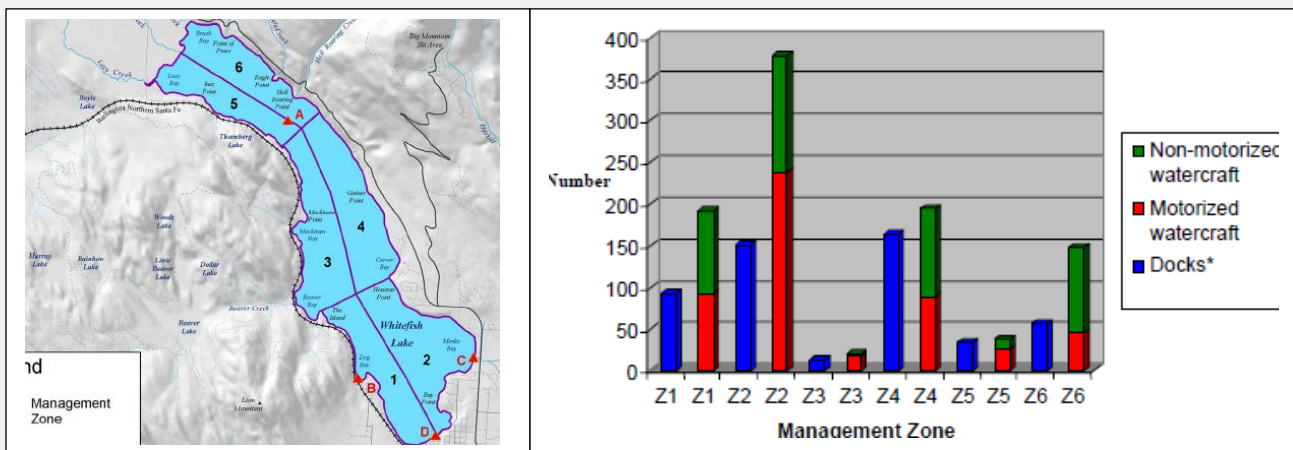 Brush
Bay
Point of
Pines
Hell Roaring Creek
Big Mountain
Ski Area
Lazy Creek
6
Lazy
Bay
Eagle
Point
Inez
Point
Hell
Roaring
Point
5
A
Boyle
Lake
Burlington Northern Santa Fe
Haskill
Thornberg
Lake
Gaines
Point
Mackinaw
Point
Mackinaw
Bay
4
Woods
Lake
Murray
Lake
Rainbow
Lake
Little
Beaver
Lake
Dollar
Lake
3
Carver
Bay
Beaver
Bay
Houston
Point
Beaver Creek
The
Island
Whitefish
Lake
Beaver
Lake
Monks
Bay
Dog
Bay
2
C
1
B
nd
Lion
Mountain
Bay
Point
Management
Zone
D
400
350
300
250
200
150
100
50
0
Number
Z1 Z1 Z2 Z2 Z3 Z3 Z4 Z4 Z5 Z5 Z6 Z6
Management Zone
Non-motorized
watercraft
Motorized
watercraft
Docks*